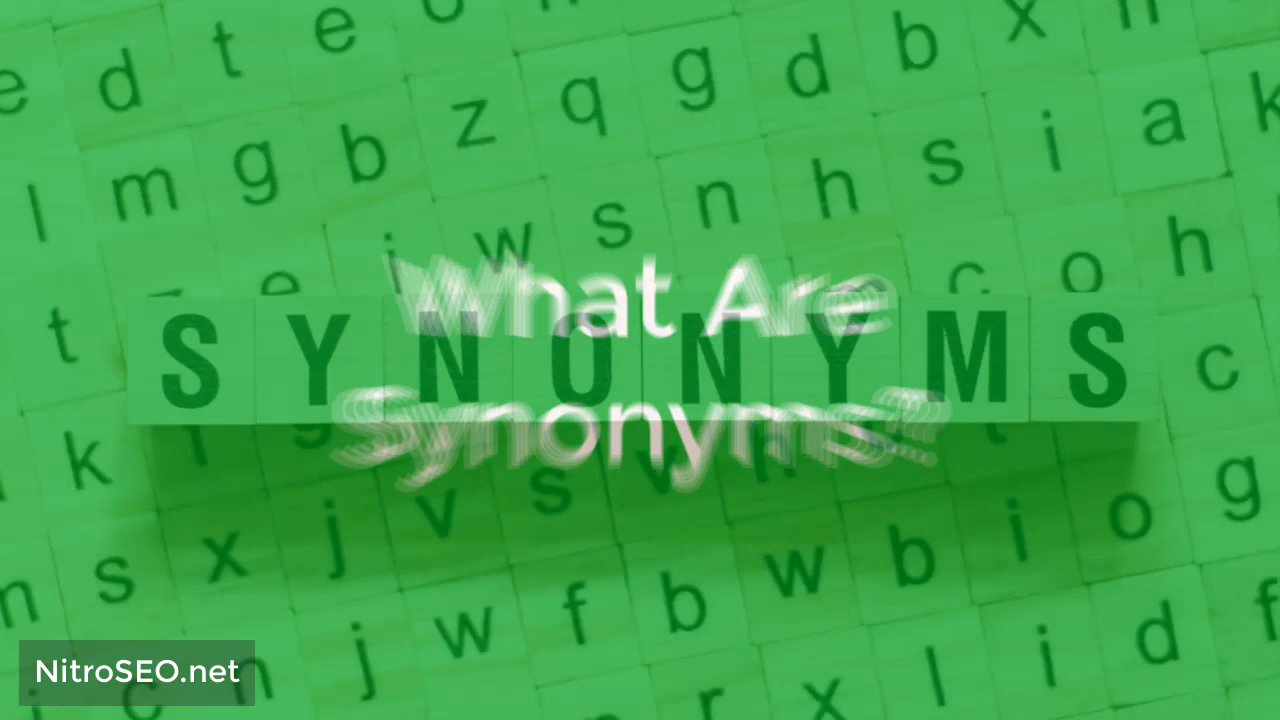 e d t e o
l m g b z q g d b x n
t e i w s n h s i a k
c o h
What Are
SYNONYMS
Synonyms?
k c
n s x j v s v h t
j w f b w b i o g
r x l i d f
NitroSEO.net
c n